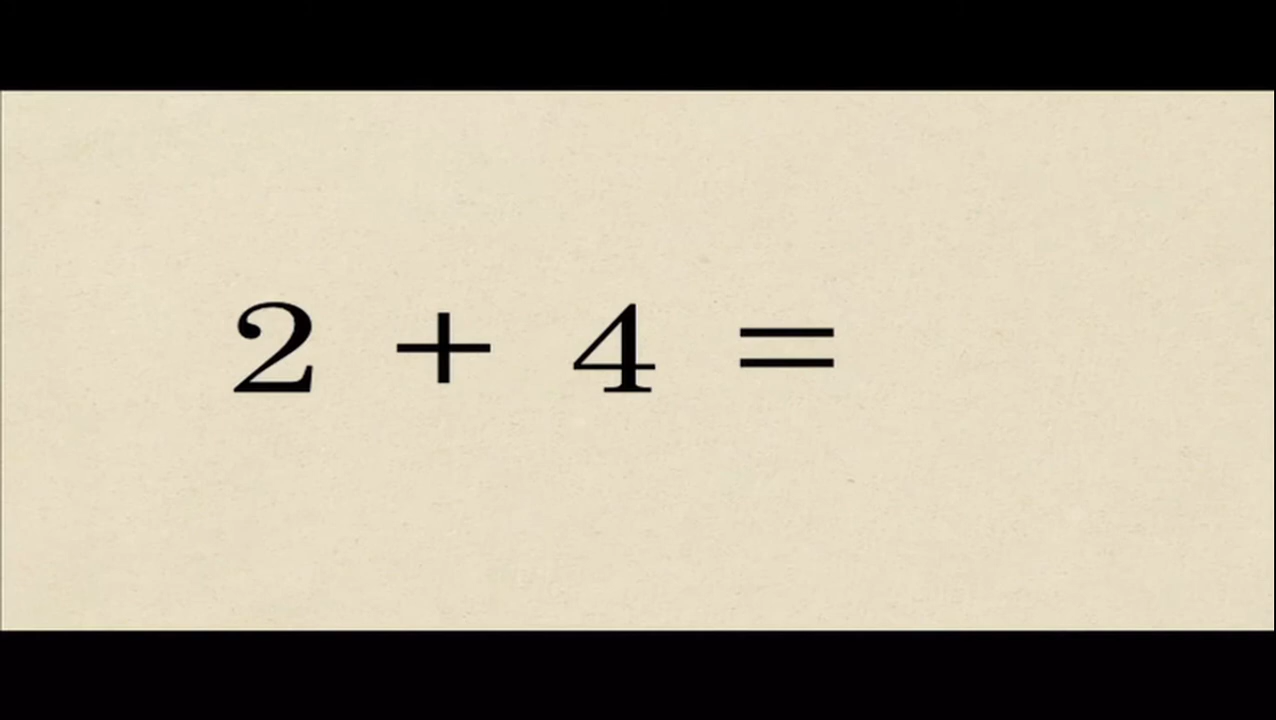 2 + 4 =